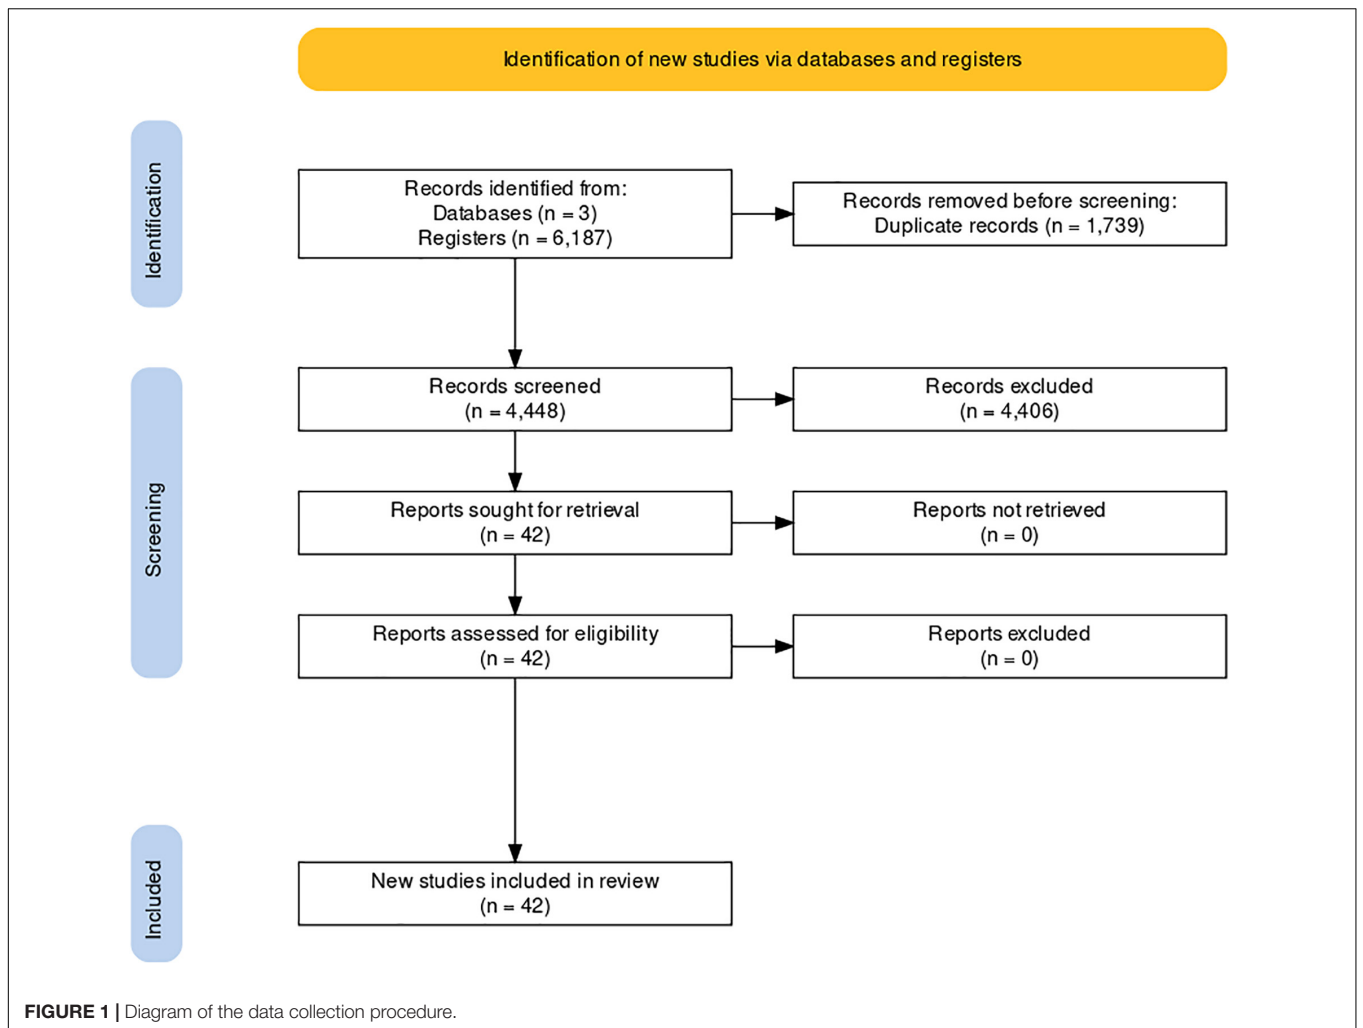 Identification of new studies via databases and registers
Identification
Records identified from:
Databases (n = 3)
Registers (n = 6,187)
Records removed before screening:
Duplicate records (n = 1,739)
Screening
Records screened
(n = 4,448)
Records excluded
(n = 4,406)
Reports sought for retrieval
(n = 42)
Reports not retrieved
(n = 0)
Reports assessed for eligibility
(n = 42)
Reports excluded
(n = 0)
Included
New studies included in review
(n = 42)
FIGURE 1 | Diagram of the data collection procedure.